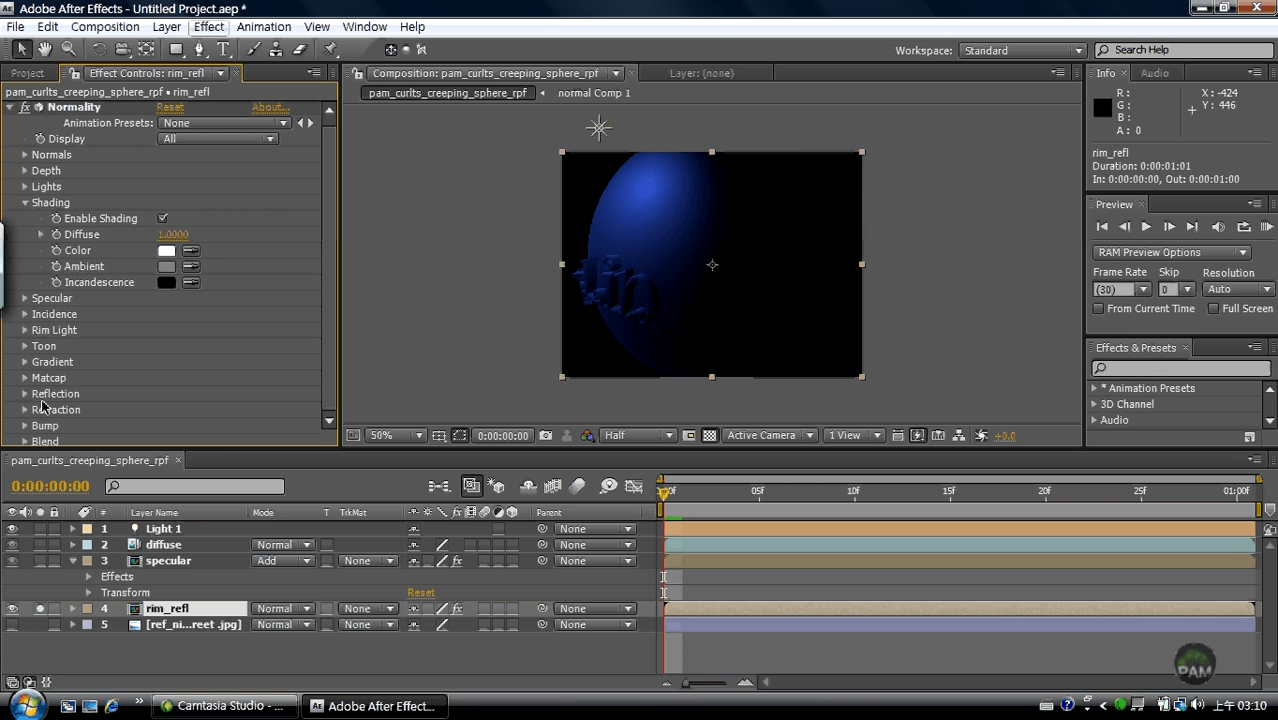 Adobe After Effects - Untitled Project.aep *
File Edit Composition Layer Effect Animation View Window Help
Workspace: Standard Search Help
Project Effect Controls: rim_refl
pam_curlts_creeping_sphere_rpf • rim_refl
Normality Reset About...
Animation Presets: None
Display All
Normals
Depth
Lights
Shading
Enable Shading
Diffuse 1.0000
Color
Ambient
Incandescence
Specular
Incidence
Rim Light
Toon
Gradient
Matcap
Reflection
Refraction
Bump
Blend
Composition: pam_curlts_creeping_sphere_rpf Layer: (none)
pam_curlts_creeping_sphere_rpf normal Comp 1
tio
50% 0:00:00:00 Half Active Camera 1 View +0.0
Info Audio
R : X : -424
G : Y : 446
B :
A : 0
rim_refl
Duration: 0:00:01:01
In: 0:00:00:00, Out: 0:00:01:00
Preview
RAM Preview Options
Frame Rate Skip Resolution
(30) 0 Auto
From Current Time Full Screen
Effects & Presets
* Animation Presets
3D Channel
Audio
pam_curlts_creeping_sphere_rpf
0:00:00:00
05f 10f 15f 20f 25f 01:00f
# Layer Name Mode T TrkMat Parent
1 Light 1 None
2 diffuse Normal None
3 specular Add None None
Effects
Transform Reset
4 rim_refl Normal None None
5 [ref_ni...reet .jpg] Normal None None
PAM
Camtasia Studio - ... Adobe After Effect... 上午 03:10